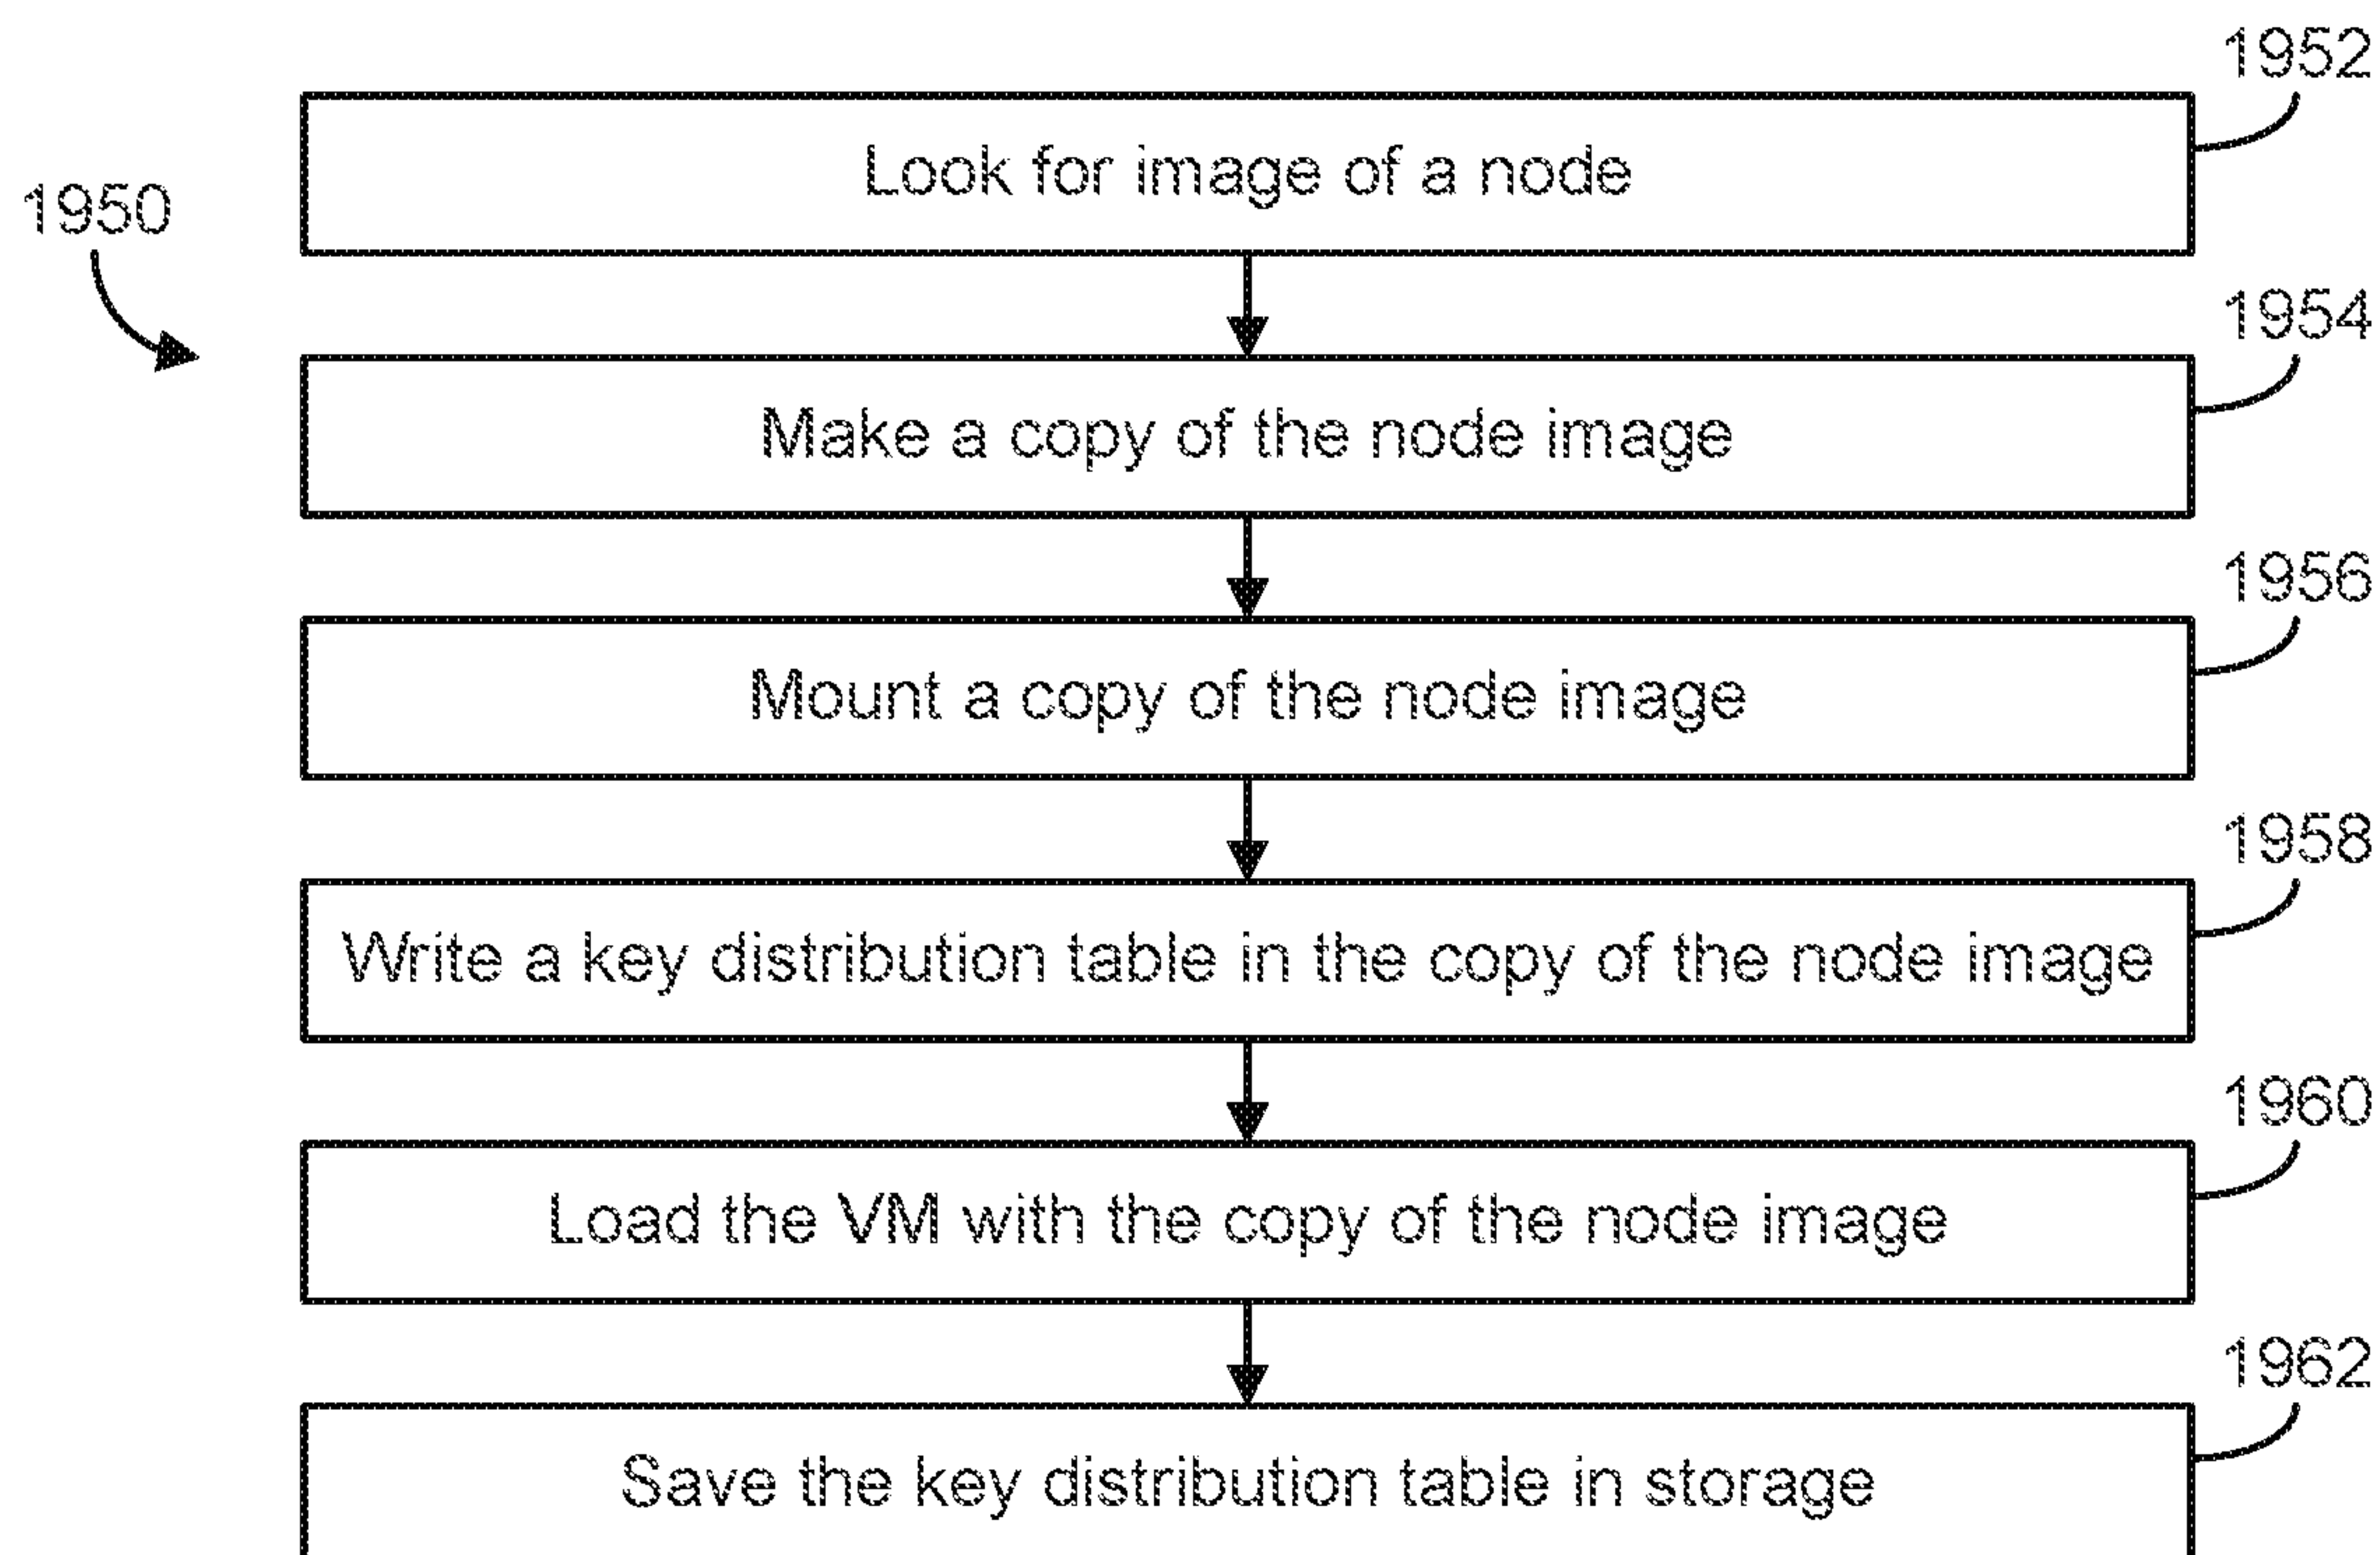 1952
Look for image of a node
1950
1954
Make a copy of the node image
1956
Mount a copy of the node image
1958
Write a key distribution table in the copy of the node image
1960
Load the VM with the copy of the node image
1962
Save the key distribution table in storage